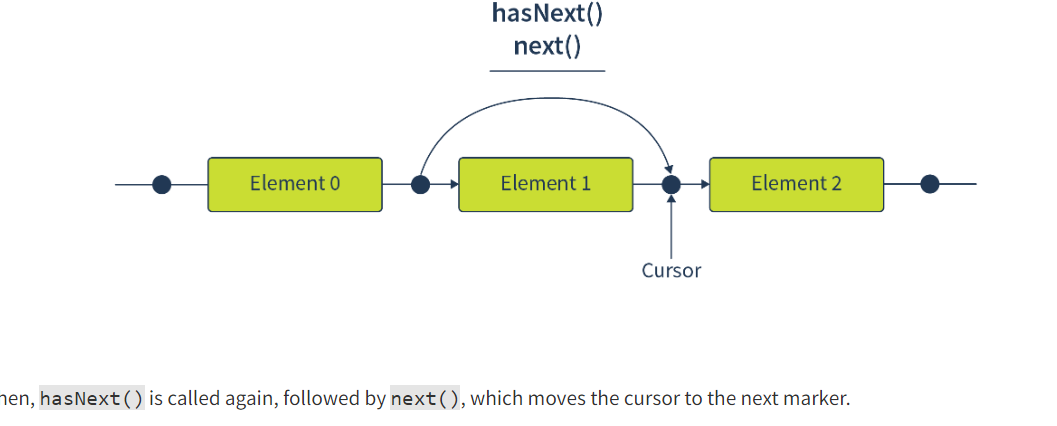 hasNext()
next()
Element 0
Element 1
Element 2
Cursor
hasNext() is called again, followed by next(), which moves the cursor to the next marker.